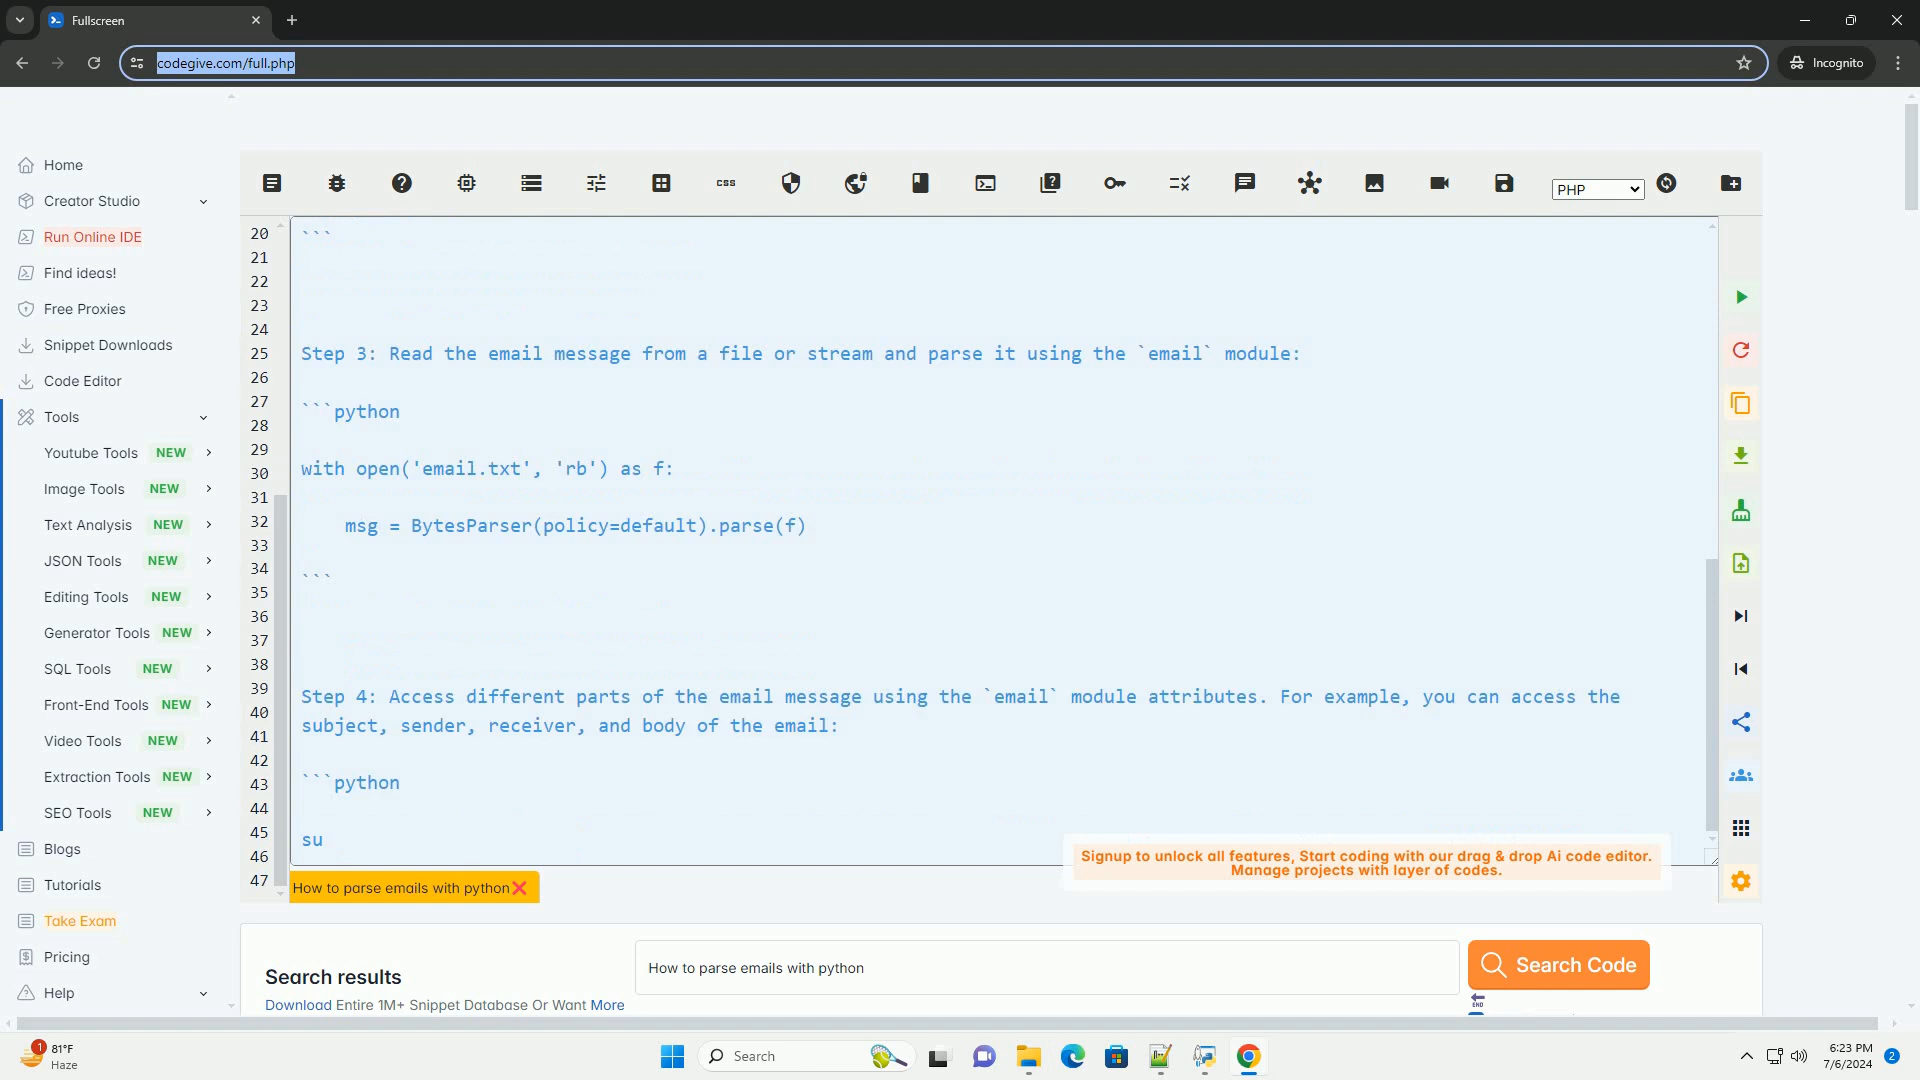 Fullscreen
codegive.com/full.php
Incognito
Home
Creator Studio
Run Online IDE
Find ideas!
Free Proxies
Snippet Downloads
Code Editor
Tools
Youtube Tools NEW
Image Tools NEW
Text Analysis NEW
JSON Tools NEW
Editing Tools NEW
Generator Tools NEW
SQL Tools NEW
Front-End Tools NEW
Video Tools NEW
Extraction Tools NEW
SEO Tools NEW
Blogs
Tutorials
Take Exam
Pricing
Help
css
PHP
20
21
22
23
24
25
26
27
28
29
30
31
32
33
34
35
36
37
38
39
40
41
42
43
44
45
46
47
```
Step 3: Read the email message from a file or stream and parse it using the `email` module:
```python
with open('email.txt', 'rb') as f:
msg = BytesParser(policy=default).parse(f)
```
Step 4: Access different parts of the email message using the `email` module attributes. For example, you can access the
subject, sender, receiver, and body of the email:
```python
su
Signup to unlock all features, Start coding with our drag & drop Ai code editor.
Manage projects with layer of codes.
How to parse emails with python❌
Search results
Download Entire 1M+ Snippet Database Or Want More
How to parse emails with python
Search Code
END
1
81°F
Haze
Search
6:23 PM
7/6/2024
2